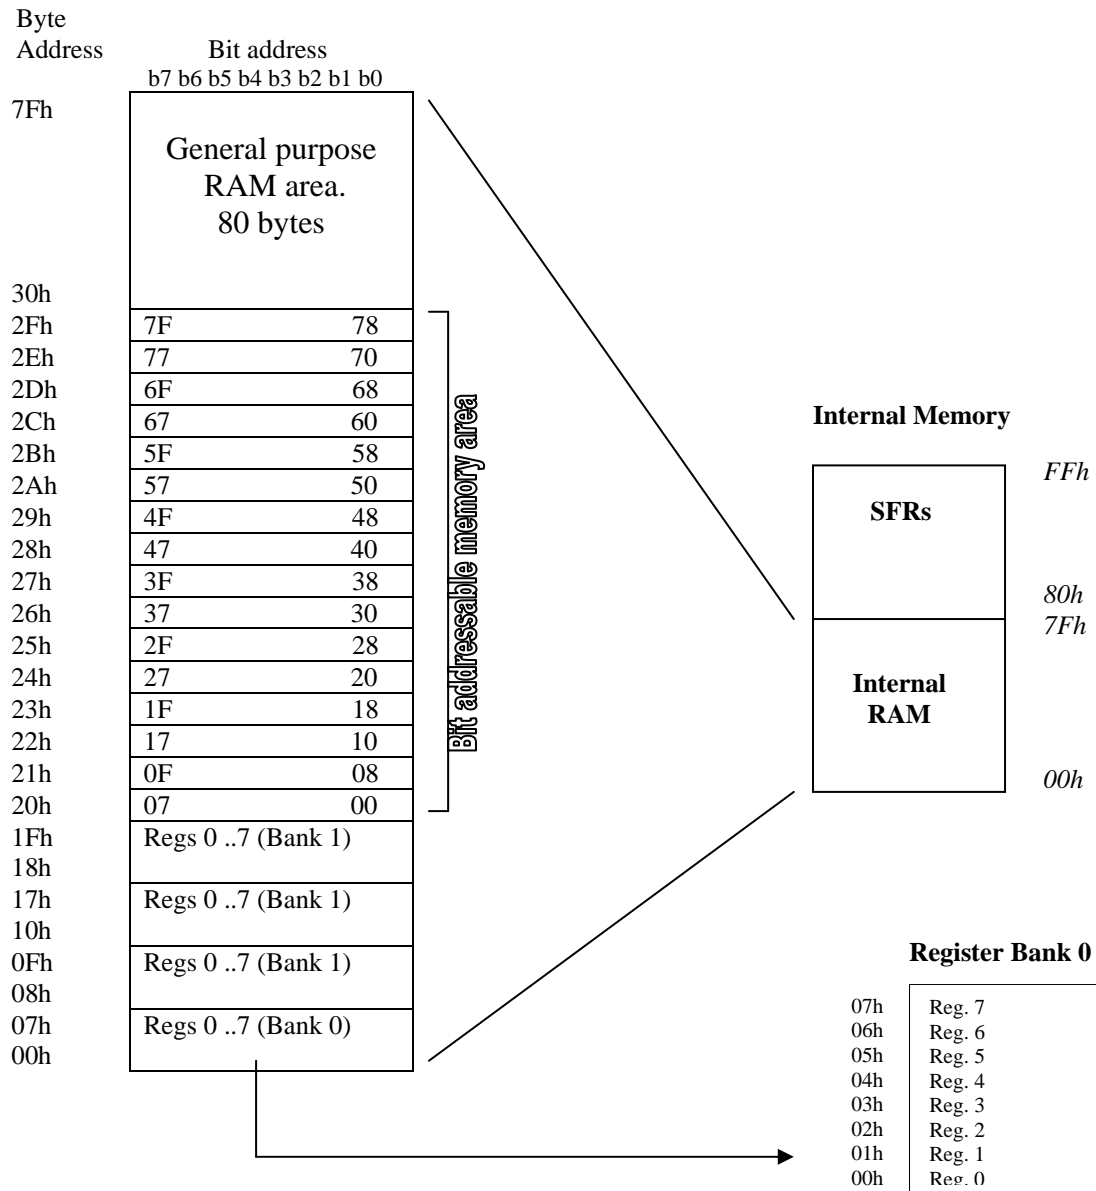 Byte
Address
Bit address
b7 b6 b5 b4 b3 b2 b1 b0
7Fh
General purpose
RAM area.
80 bytes
30h
2Fh 7F 78
2Eh 77 70
2Dh 6F 68
2Ch 67 60
2Bh 5F 58
2Ah 57 50
29h 4F 48
28h 47 40
27h 3F 38
26h 37 30
25h 2F 28
24h 27 20
23h 1F 18
22h 17 10
21h 0F 08
20h 07 00
1Fh Regs 0 ..7 (Bank 1)
18h
17h Regs 0 ..7 (Bank 1)
10h
0Fh Regs 0 ..7 (Bank 1)
08h
07h Regs 0 ..7 (Bank 0)
00h
Bit addressable memory area
Internal Memory
FFh
SFRs
80h
7Fh
Internal
RAM
00h
Register Bank 0
07h Reg. 7
06h Reg. 6
05h Reg. 5
04h Reg. 4
03h Reg. 3
02h Reg. 2
01h Reg. 1
00h Reg. 0